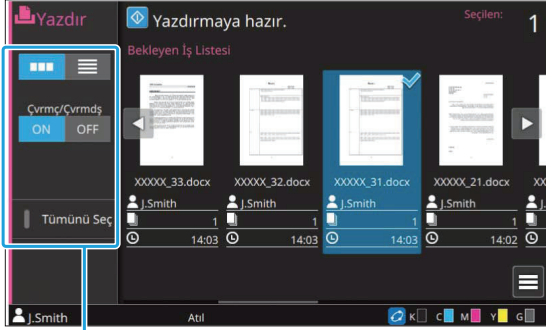 Yazdır
Yazdırmaya hazır.
Seçilen:
1
Bekleyen İş Listesi
Çvrmç/Çvrmdş
ON OFF
Tümünü Seç
XXXXX_33.docx XXXXX_32.docx XXXXX_31.docx XXXXX_21.docx XX
J.Smith J.Smith J.Smith J.Smith J.
1 1 1 1
14:03 14:03 14:03 14:02
J.Smith Atıl K C M Y G